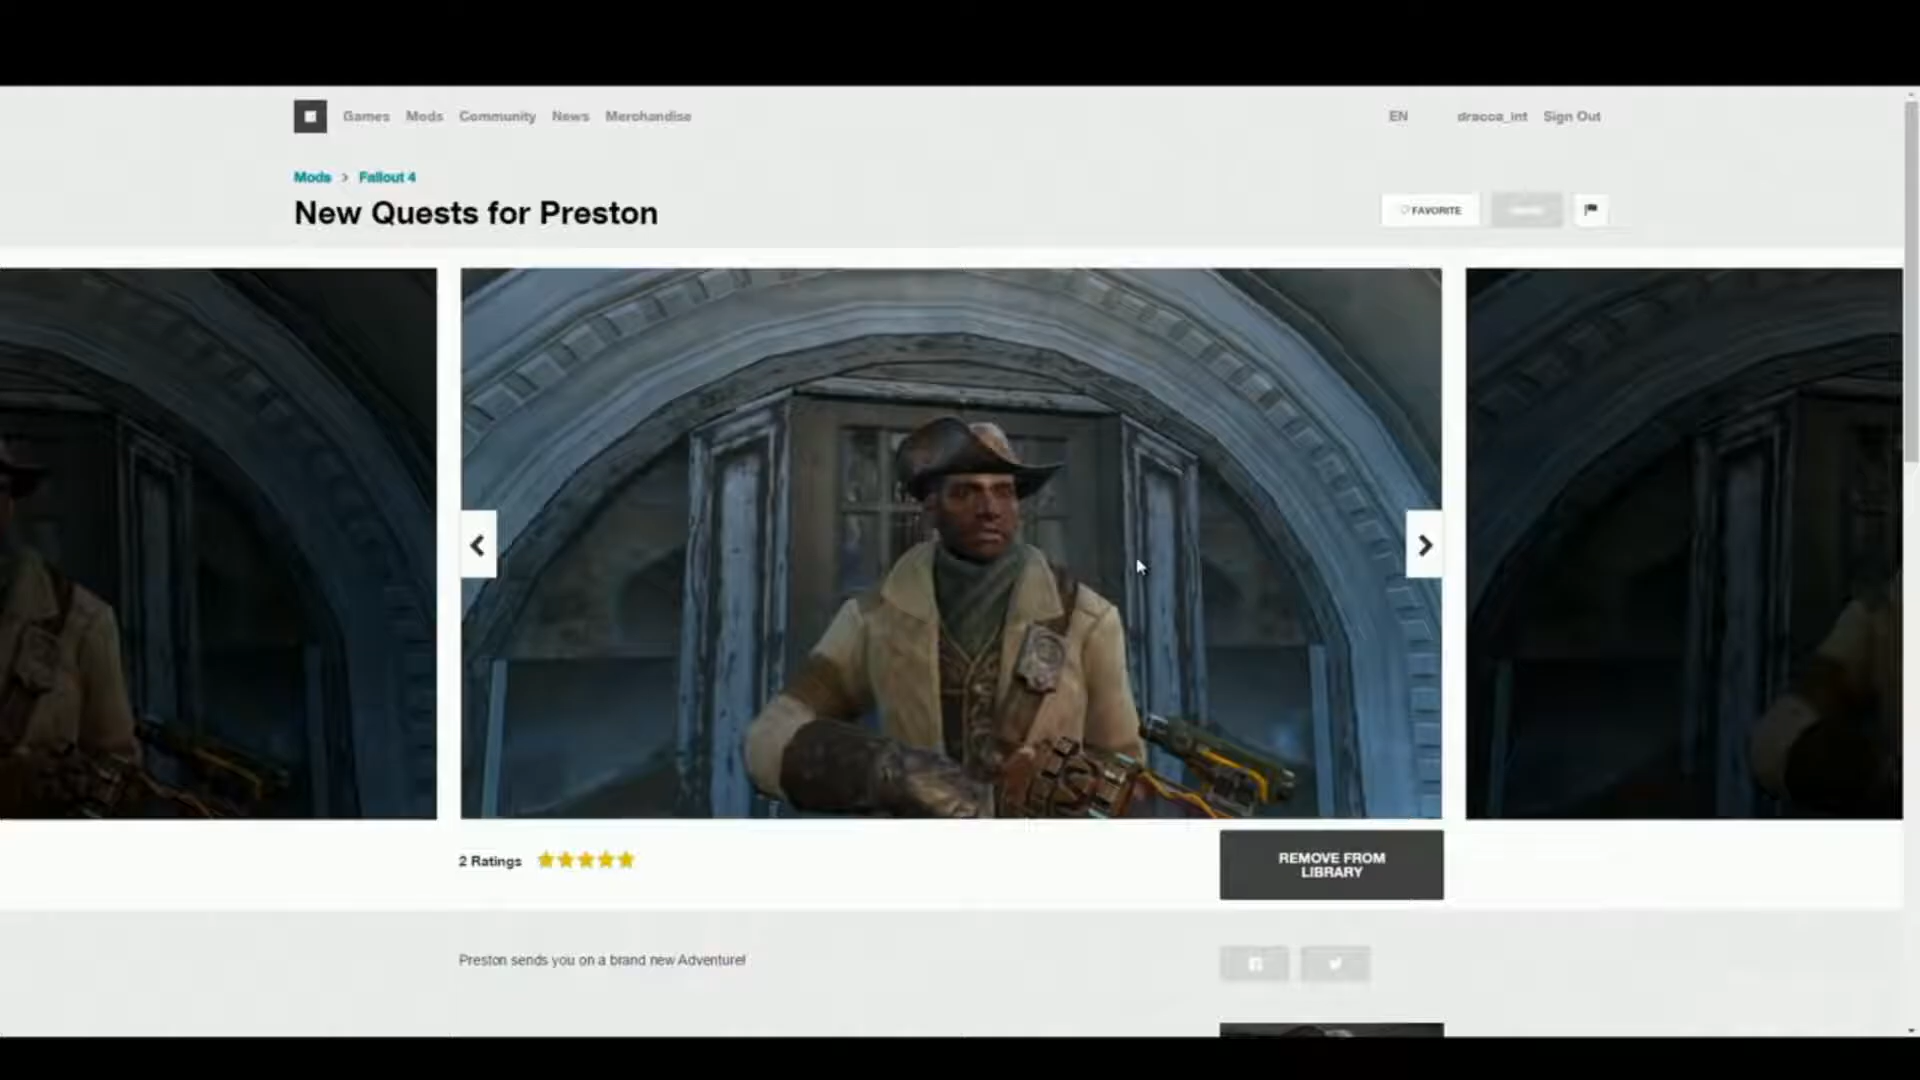 Games Mods Community News Merchandise EN dracca_int Sign Out
Mods > Fallout 4
New Quests for Preston
FAVORITE
2 Ratings
REMOVE FROM
LIBRARY
Preston sends you on a brand new Adventure!